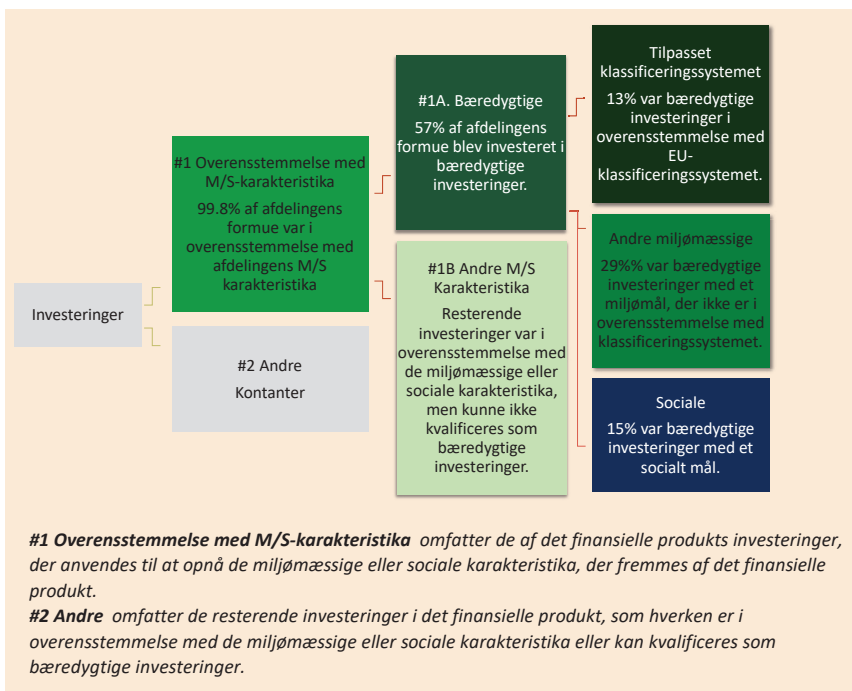 Investeringer
#1 Overensstemmelse med
M/S-karakteristika
99.8% af afdelingens
formue var i
overensstemmelse med
afdelingens M/S
karakteristika
#2 Andre
Kontanter
#1A. Bæredygtige
57% af afdelingens
formue blev investeret i
bæredygtige
investeringer.
#1B Andre M/S
Karakteristika
Resterende
investeringer var i
overensstemmelse med
de miljømæssige eller
sociale karakteristika,
men kunne ikke
kvalificeres som
bæredygtige
investeringer.
Tilpasset
klassificeringssystemet
13% var bæredygtige
investeringer i
overensstemmelse med
EU-
klassificeringssystemet.
Andre miljømæssige
29%% var bæredygtige
investeringer med et
miljømål, der ikke er i
overensstemmelse med
klassificeringssystemet.
Sociale
15% var bæredygtige
investeringer med et
socialt mål.
#1 Overensstemmelse med M/S-karakteristika omfatter de af det finansielle produkts investeringer,
der anvendes til at opnå de miljømæssige eller sociale karakteristika, der fremmes af det finansielle
produkt.
#2 Andre omfatter de resterende investeringer i det finansielle produkt, som hverken er i
overensstemmelse med de miljømæssige eller sociale karakteristika eller kan kvalificeres som
bæredygtige investeringer.